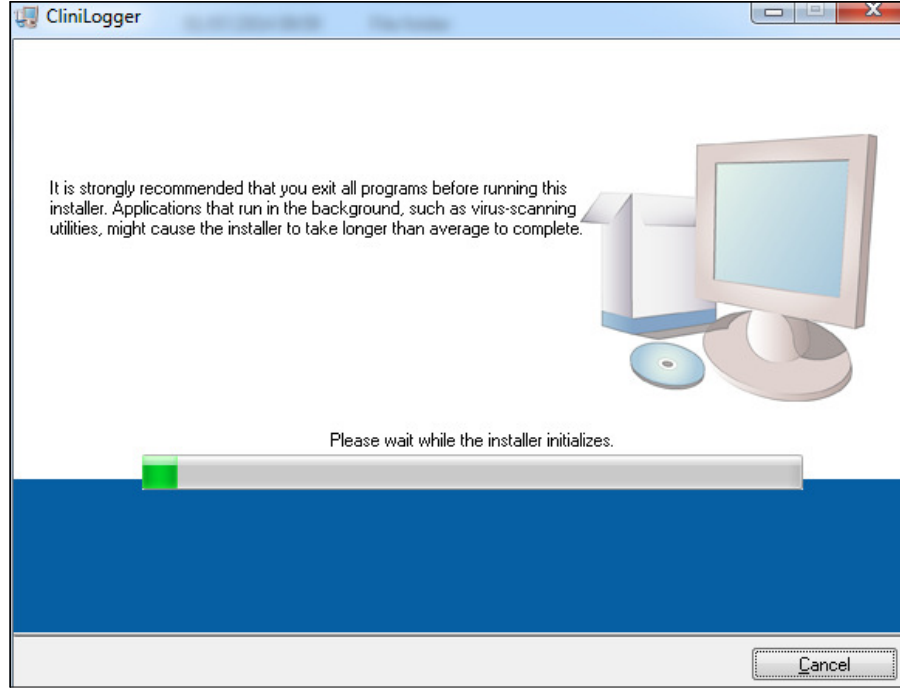 CliniLogger
It is strongly recommended that you exit all programs before running this
installer. Applications that run in the background, such as virus-scanning
utilities, might cause the installer to take longer than average to complete.
Please wait while the installer initializes.
Cancel